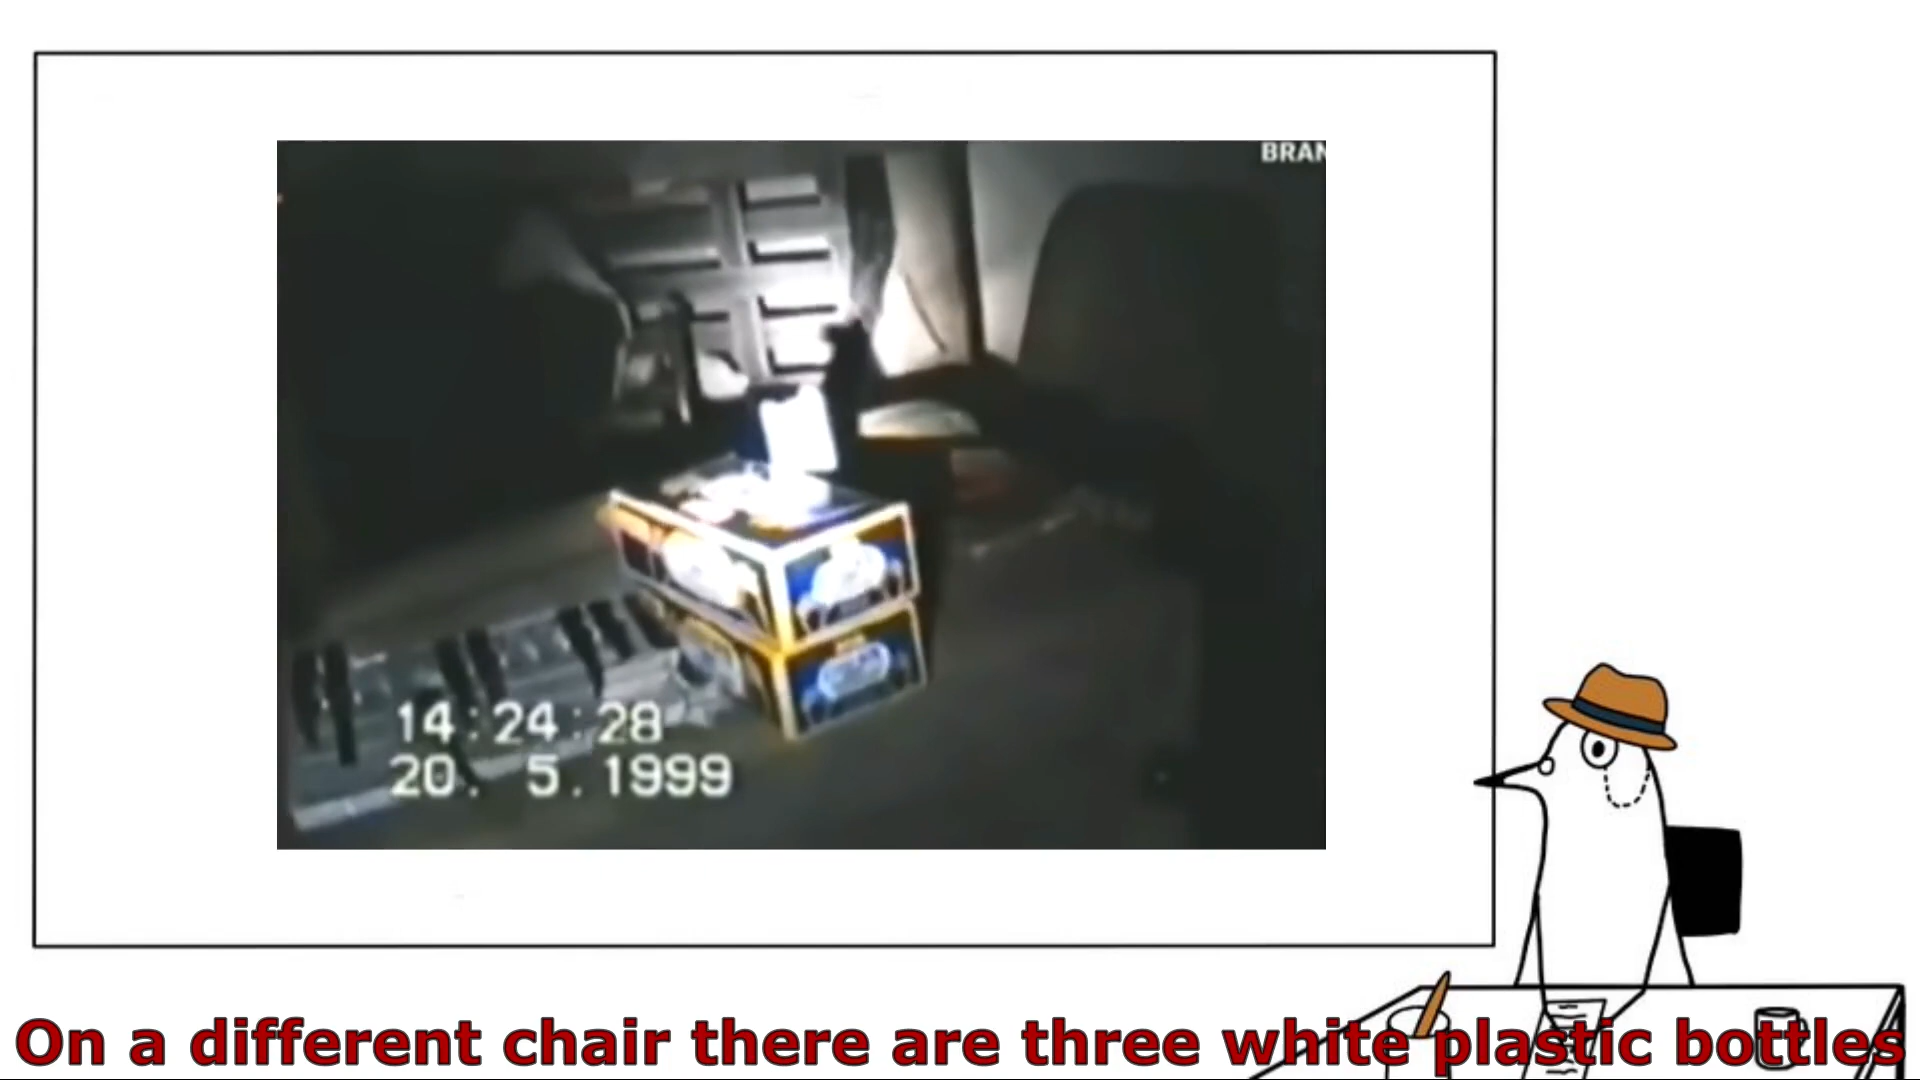 BRAN
14:24:28
20. 5.1999
On a different chair there are three white plastic bottles